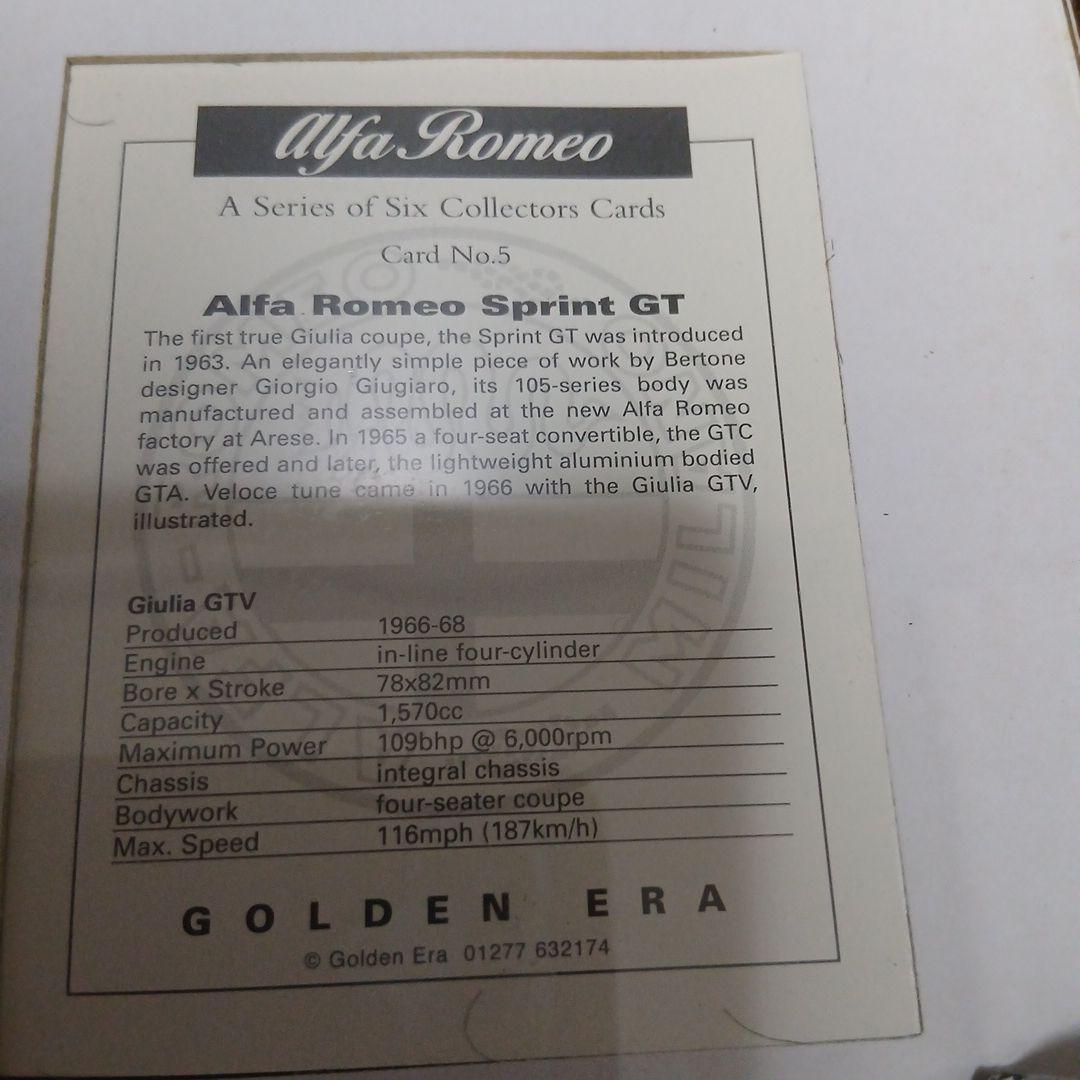 Alfa Romeo
A Series of Six Collectors Cards
Card No.5
Alfa Romeo Sprint GT
The first true Giulia coupe, the Sprint GT was introduced
in 1963. An elegantly simple piece of work by Bertone
designer Giorgio Giugiaro, its 105-series body was
manufactured and assembled at the new Alfa Romeo
factory at Arese. In 1965 a four-seat convertible, the GTC
was offered and later, the lightweight aluminium bodied
GTA. Veloce tune came in 1966 with the Giulia GTV,
illustrated.
Giulia GTV
Produced 1966-68
Engine in-line four-cylinder
Bore x Stroke 78x82mm
Capacity 1,570cc
Maximum Power 109bhp @ 6,000rpm
Chassis integral chassis
Bodywork four-seater coupe
Max. Speed 116mph (187km/h)
GOLDEN ERA
© Golden Era 01277 632174